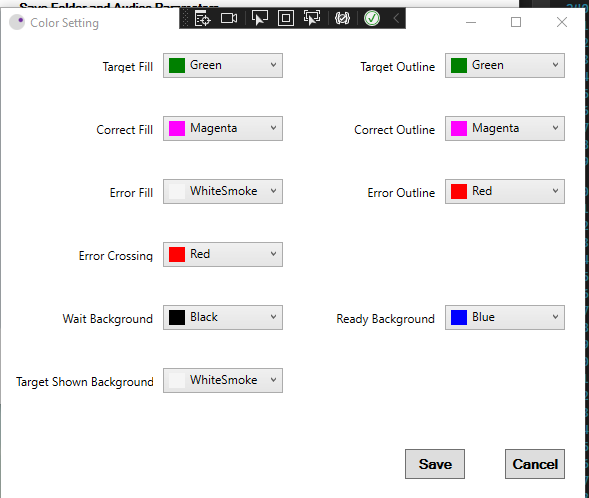 Save Folder and Audios Parameters
Color Setting
Target Fill Green Target Outline Green
Correct Fill Magenta Correct Outline Magenta
Error Fill WhiteSmoke Error Outline Red
Error Crossing Red
Wait Background Black Ready Background Blue
Target Shown Background WhiteSmoke
Save Cancel